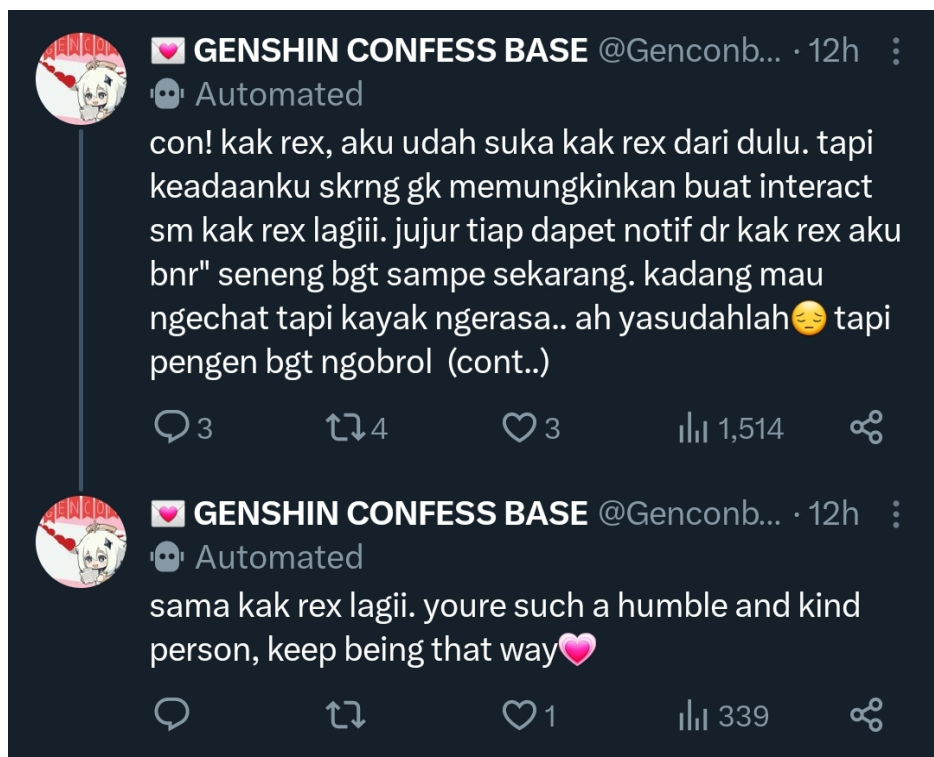 💌 GENSHIN CONFESS BASE @Genconb... · 12h
Automated
con! kak rex, aku udah suka kak rex dari dulu. tapi
keadaanku skrng gk memungkinkan buat interact
sm kak rex lagiii. jujur tiap dapet notif dr kak rex aku
bnr" seneng bgt sampe sekarang. kadang mau
ngechat tapi kayak ngerasa.. ah yasudahlah😔 tapi
pengen bgt ngobrol (cont..)
3 4 3 1,514
💌 GENSHIN CONFESS BASE @Genconb... · 12h
Automated
sama kak rex lagii. youre such a humble and kind
person, keep being that way💗
1 339